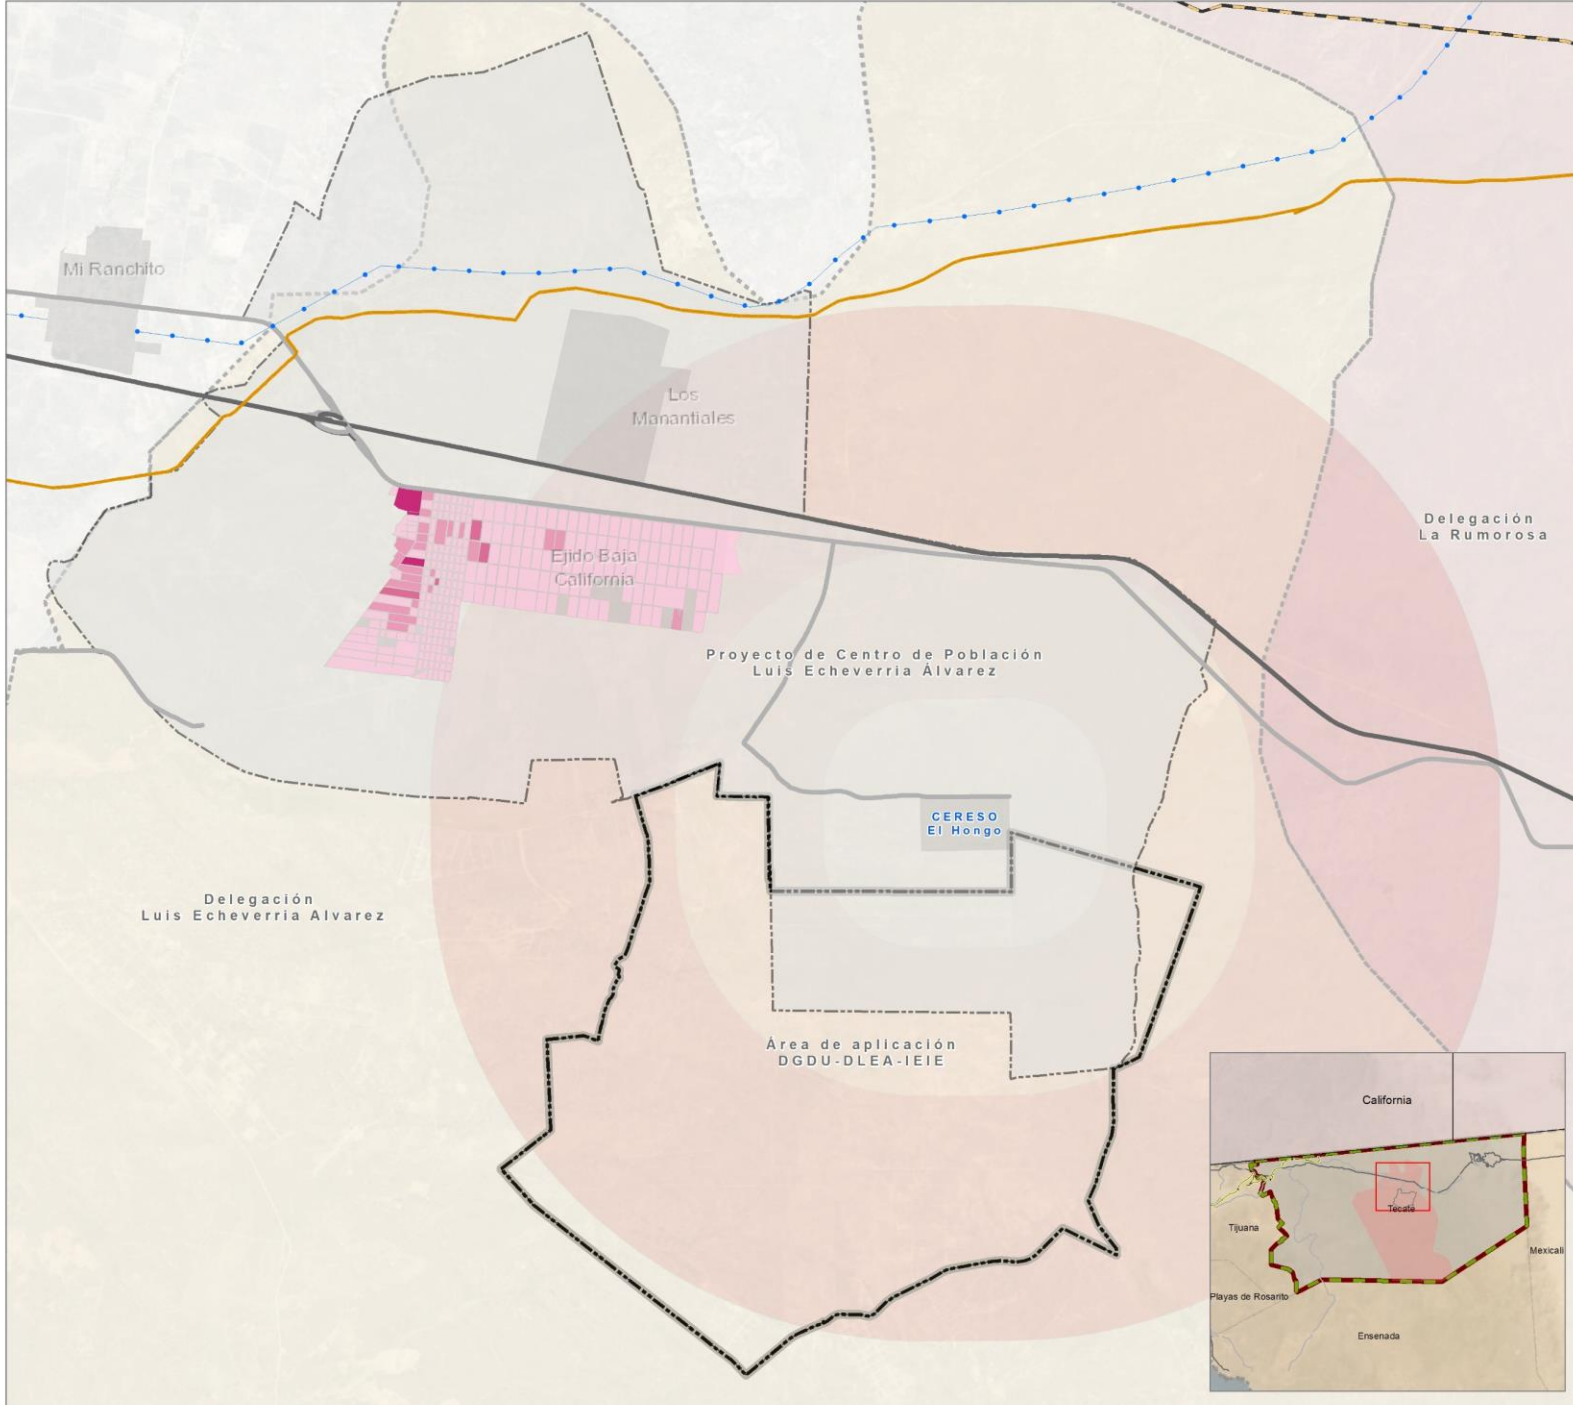 Mi Ranchito
Los
Manantiales
Delegación
La Rumorosa
Ejido Baja
California
Proyecto de Centro de Población
Luis Echeverria Álvarez
CERESO
El Hongo
Delegación
Luis Echeverria Alvarez
Área de aplicación
DGDU-DLEA-IEIE
California
Tecate
Tijuana
Mexicali
Playas de Rosarito
Ensenada